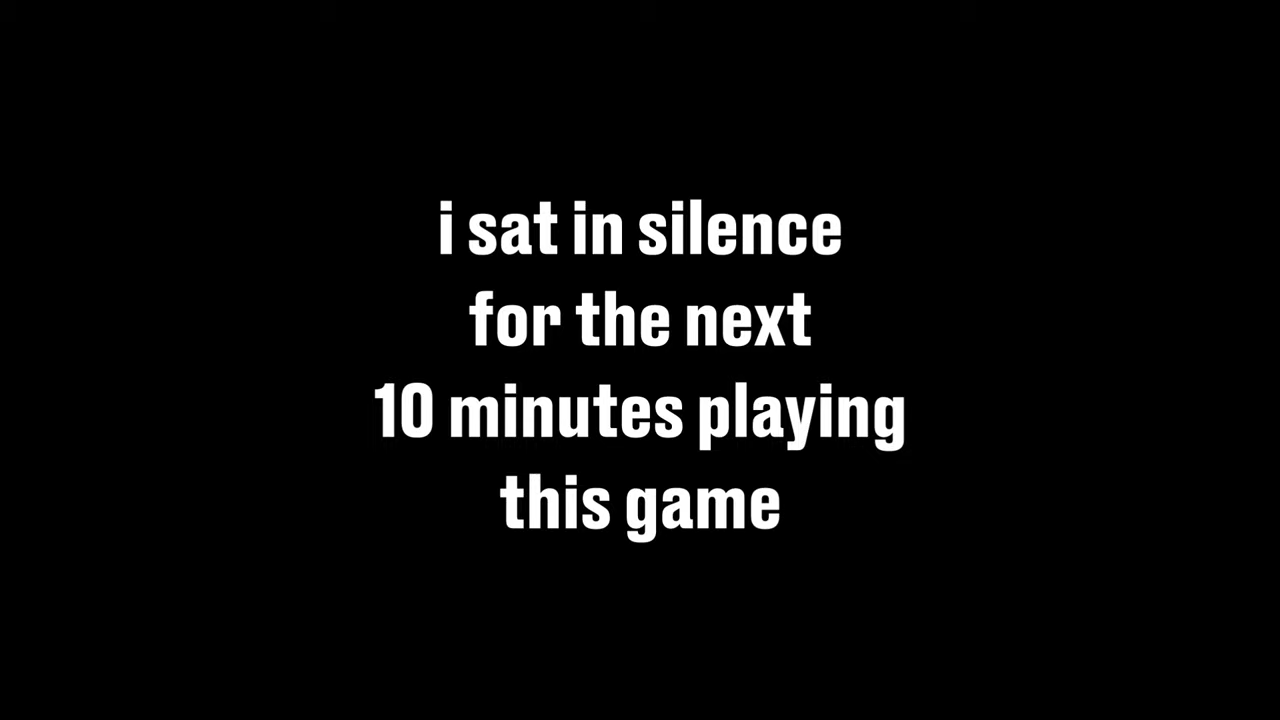 i sat in silence
for the next
10 minutes playing
this game